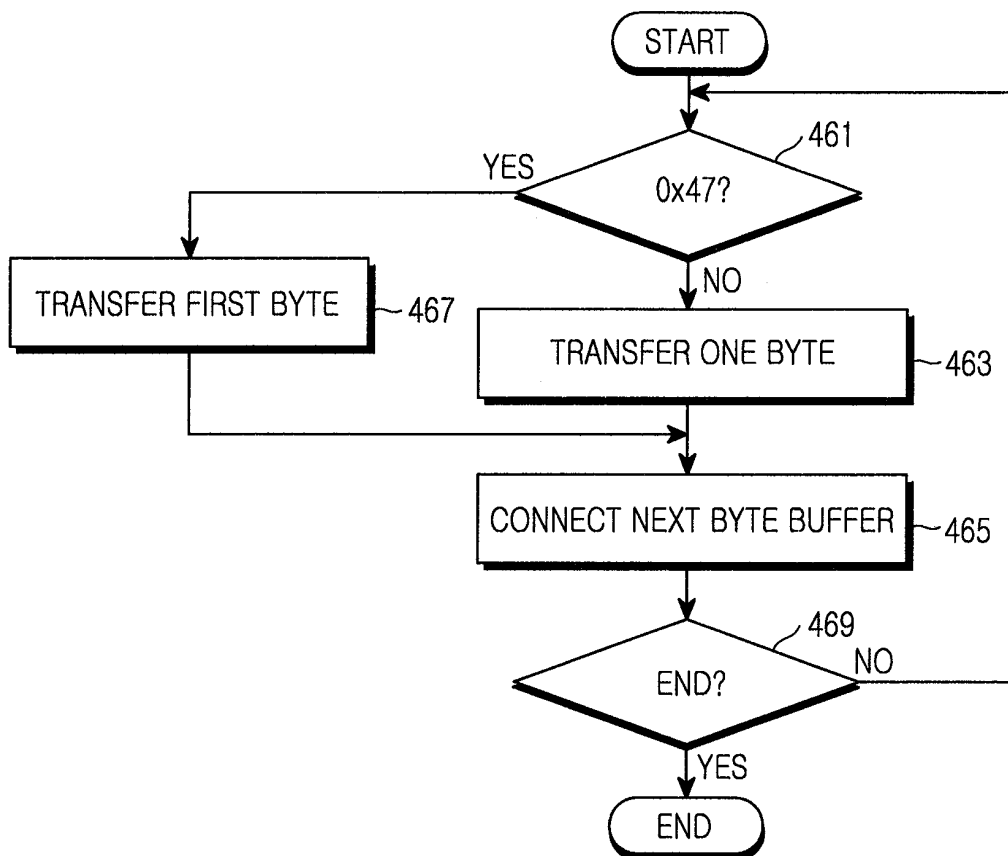 START
461
YES
0x47?
NO
TRANSFER FIRST BYTE
467
TRANSFER ONE BYTE
463
CONNECT NEXT BYTE BUFFER
465
469
NO
END?
YES
END